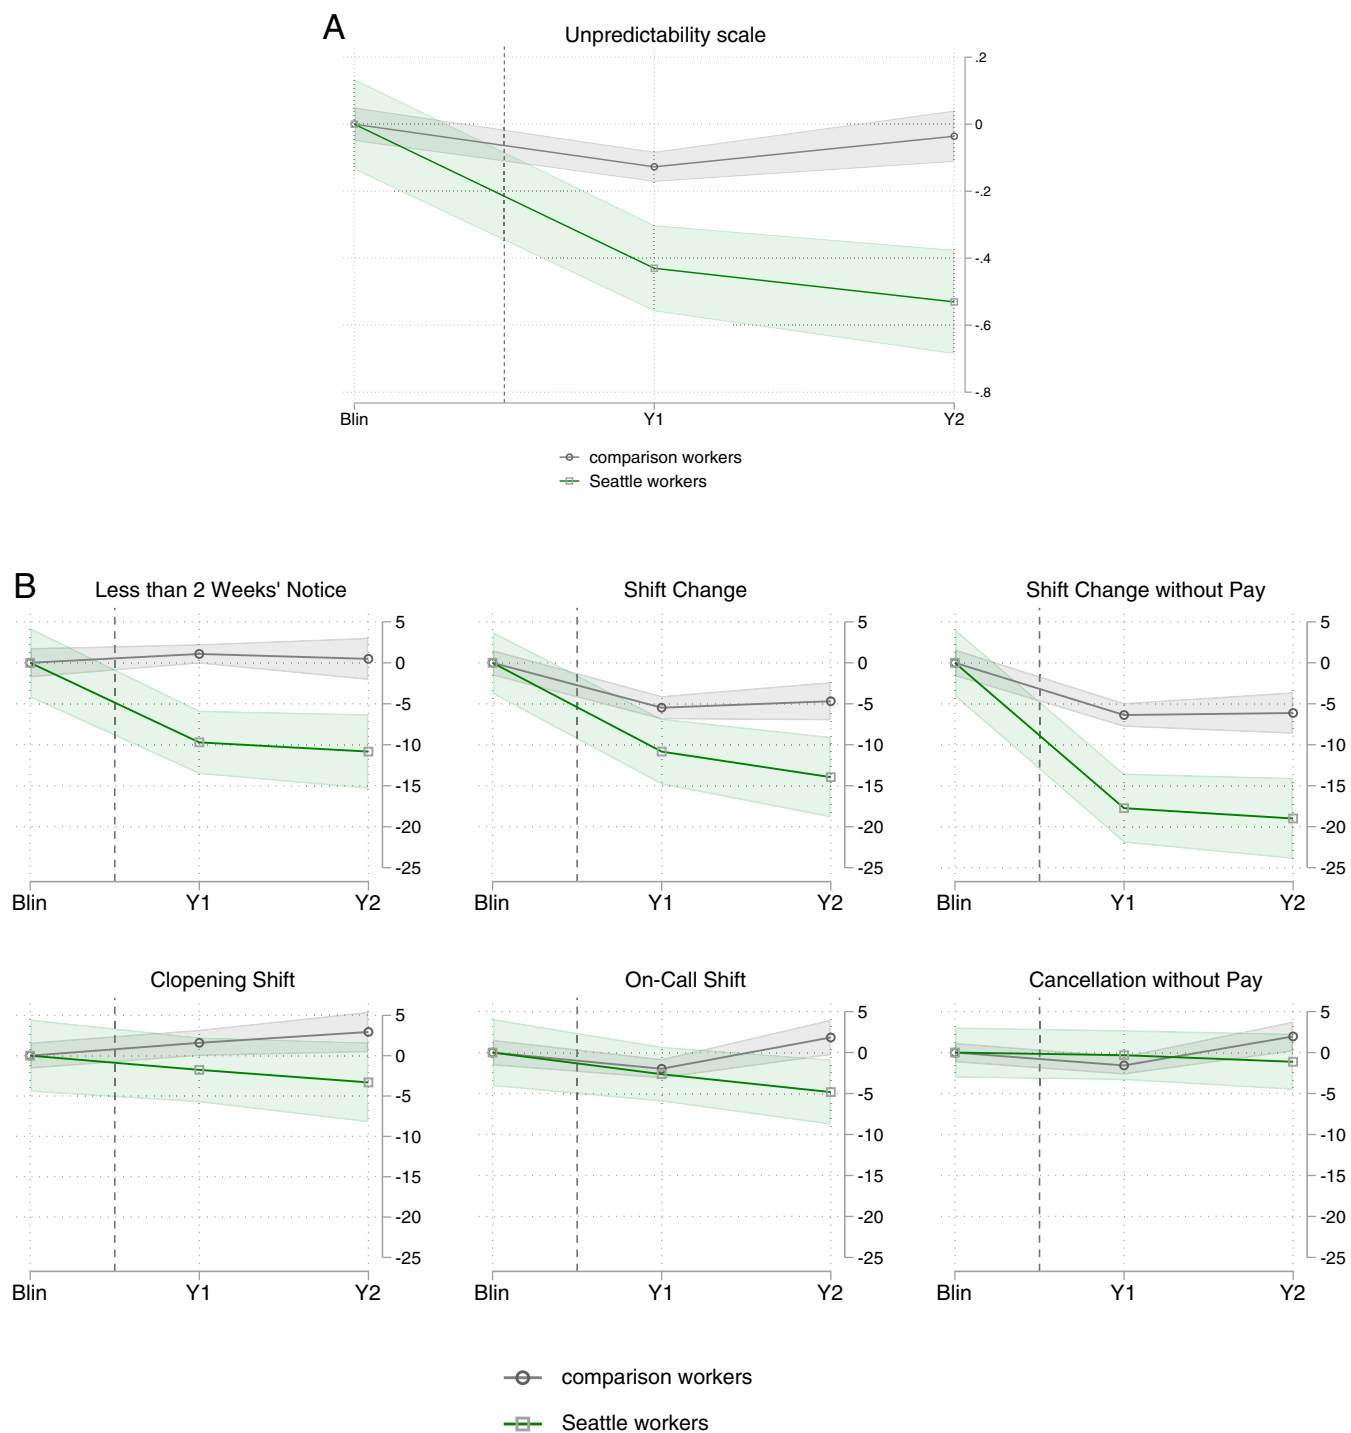 A
Unpredictability scale
.2
0
-.2
-.4
-.6
-.8
Blin Y1 Y2
comparison workers
Seattle workers
B
Less than 2 Weeks' Notice
5
0
-5
-10
-15
-20
-25
Blin Y1 Y2
Shift Change
5
0
-5
-10
-15
-20
-25
Blin Y1 Y2
Shift Change without Pay
5
0
-5
-10
-15
-20
-25
Blin Y1 Y2
Clopening Shift
5
0
-5
-10
-15
-20
-25
Blin Y1 Y2
On-Call Shift
5
0
-5
-10
-15
-20
-25
Blin Y1 Y2
Cancellation without Pay
5
0
-5
-10
-15
-20
-25
Blin Y1 Y2
comparison workers
Seattle workers